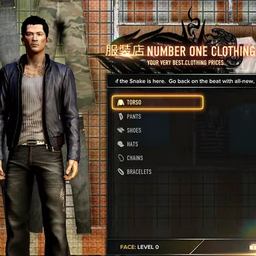 服裝店 NUMBER ONE CLOTHING
YOUR VERY BEST CLOTHING PRICES.
of the Snake is here. Go back on the beat with all-new,
TORSO
PANTS
SHOES
HATS
CHAINS
BRACELETS
FACE: LEVEL 0